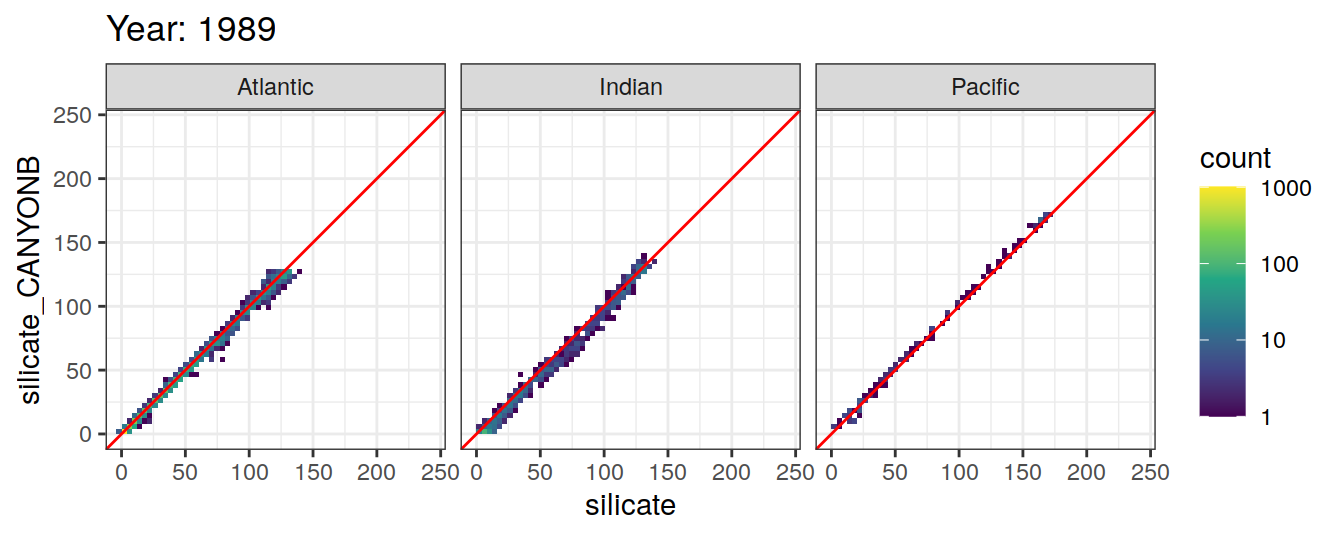 Year: 1989
Atlantic
Indian
Pacific
silicate_CANYONB
250
200
150
100
50
0
0 50 100 150 200 250
0 50 100 150 200 250
0 50 100 150 200 250
silicate
count
1000
100
10
1